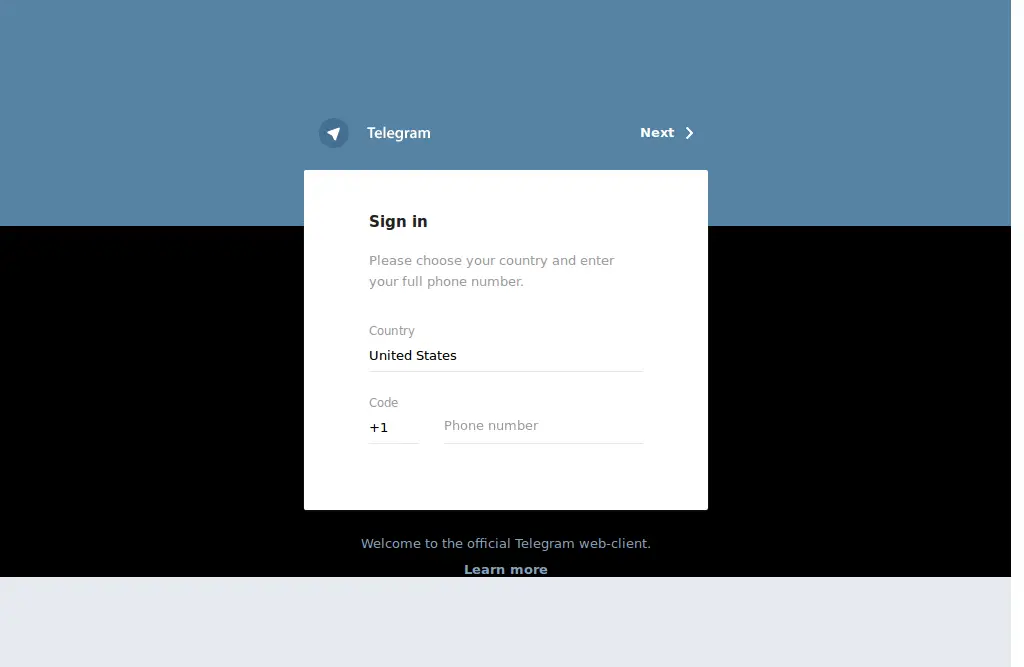 Telegram
Next
Sign in
Please choose your country and enter
your full phone number.
Country
United States
Code
+1
Phone number
Welcome to the official Telegram web-client.
Learn more